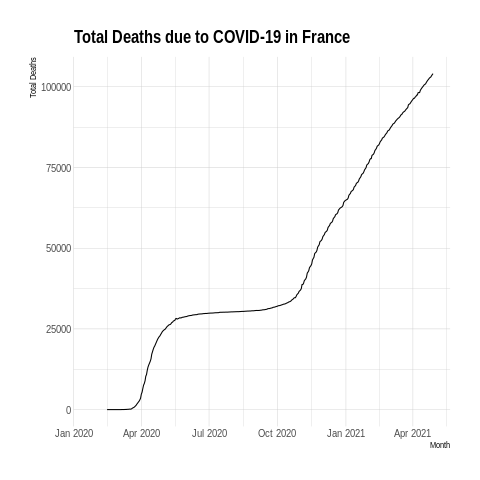 Total Deaths due to COVID-19 in France
Total Deaths
100000
75000
50000
25000
0
Jan 2020 Apr 2020 Jul 2020 Oct 2020 Jan 2021 Apr 2021
Month